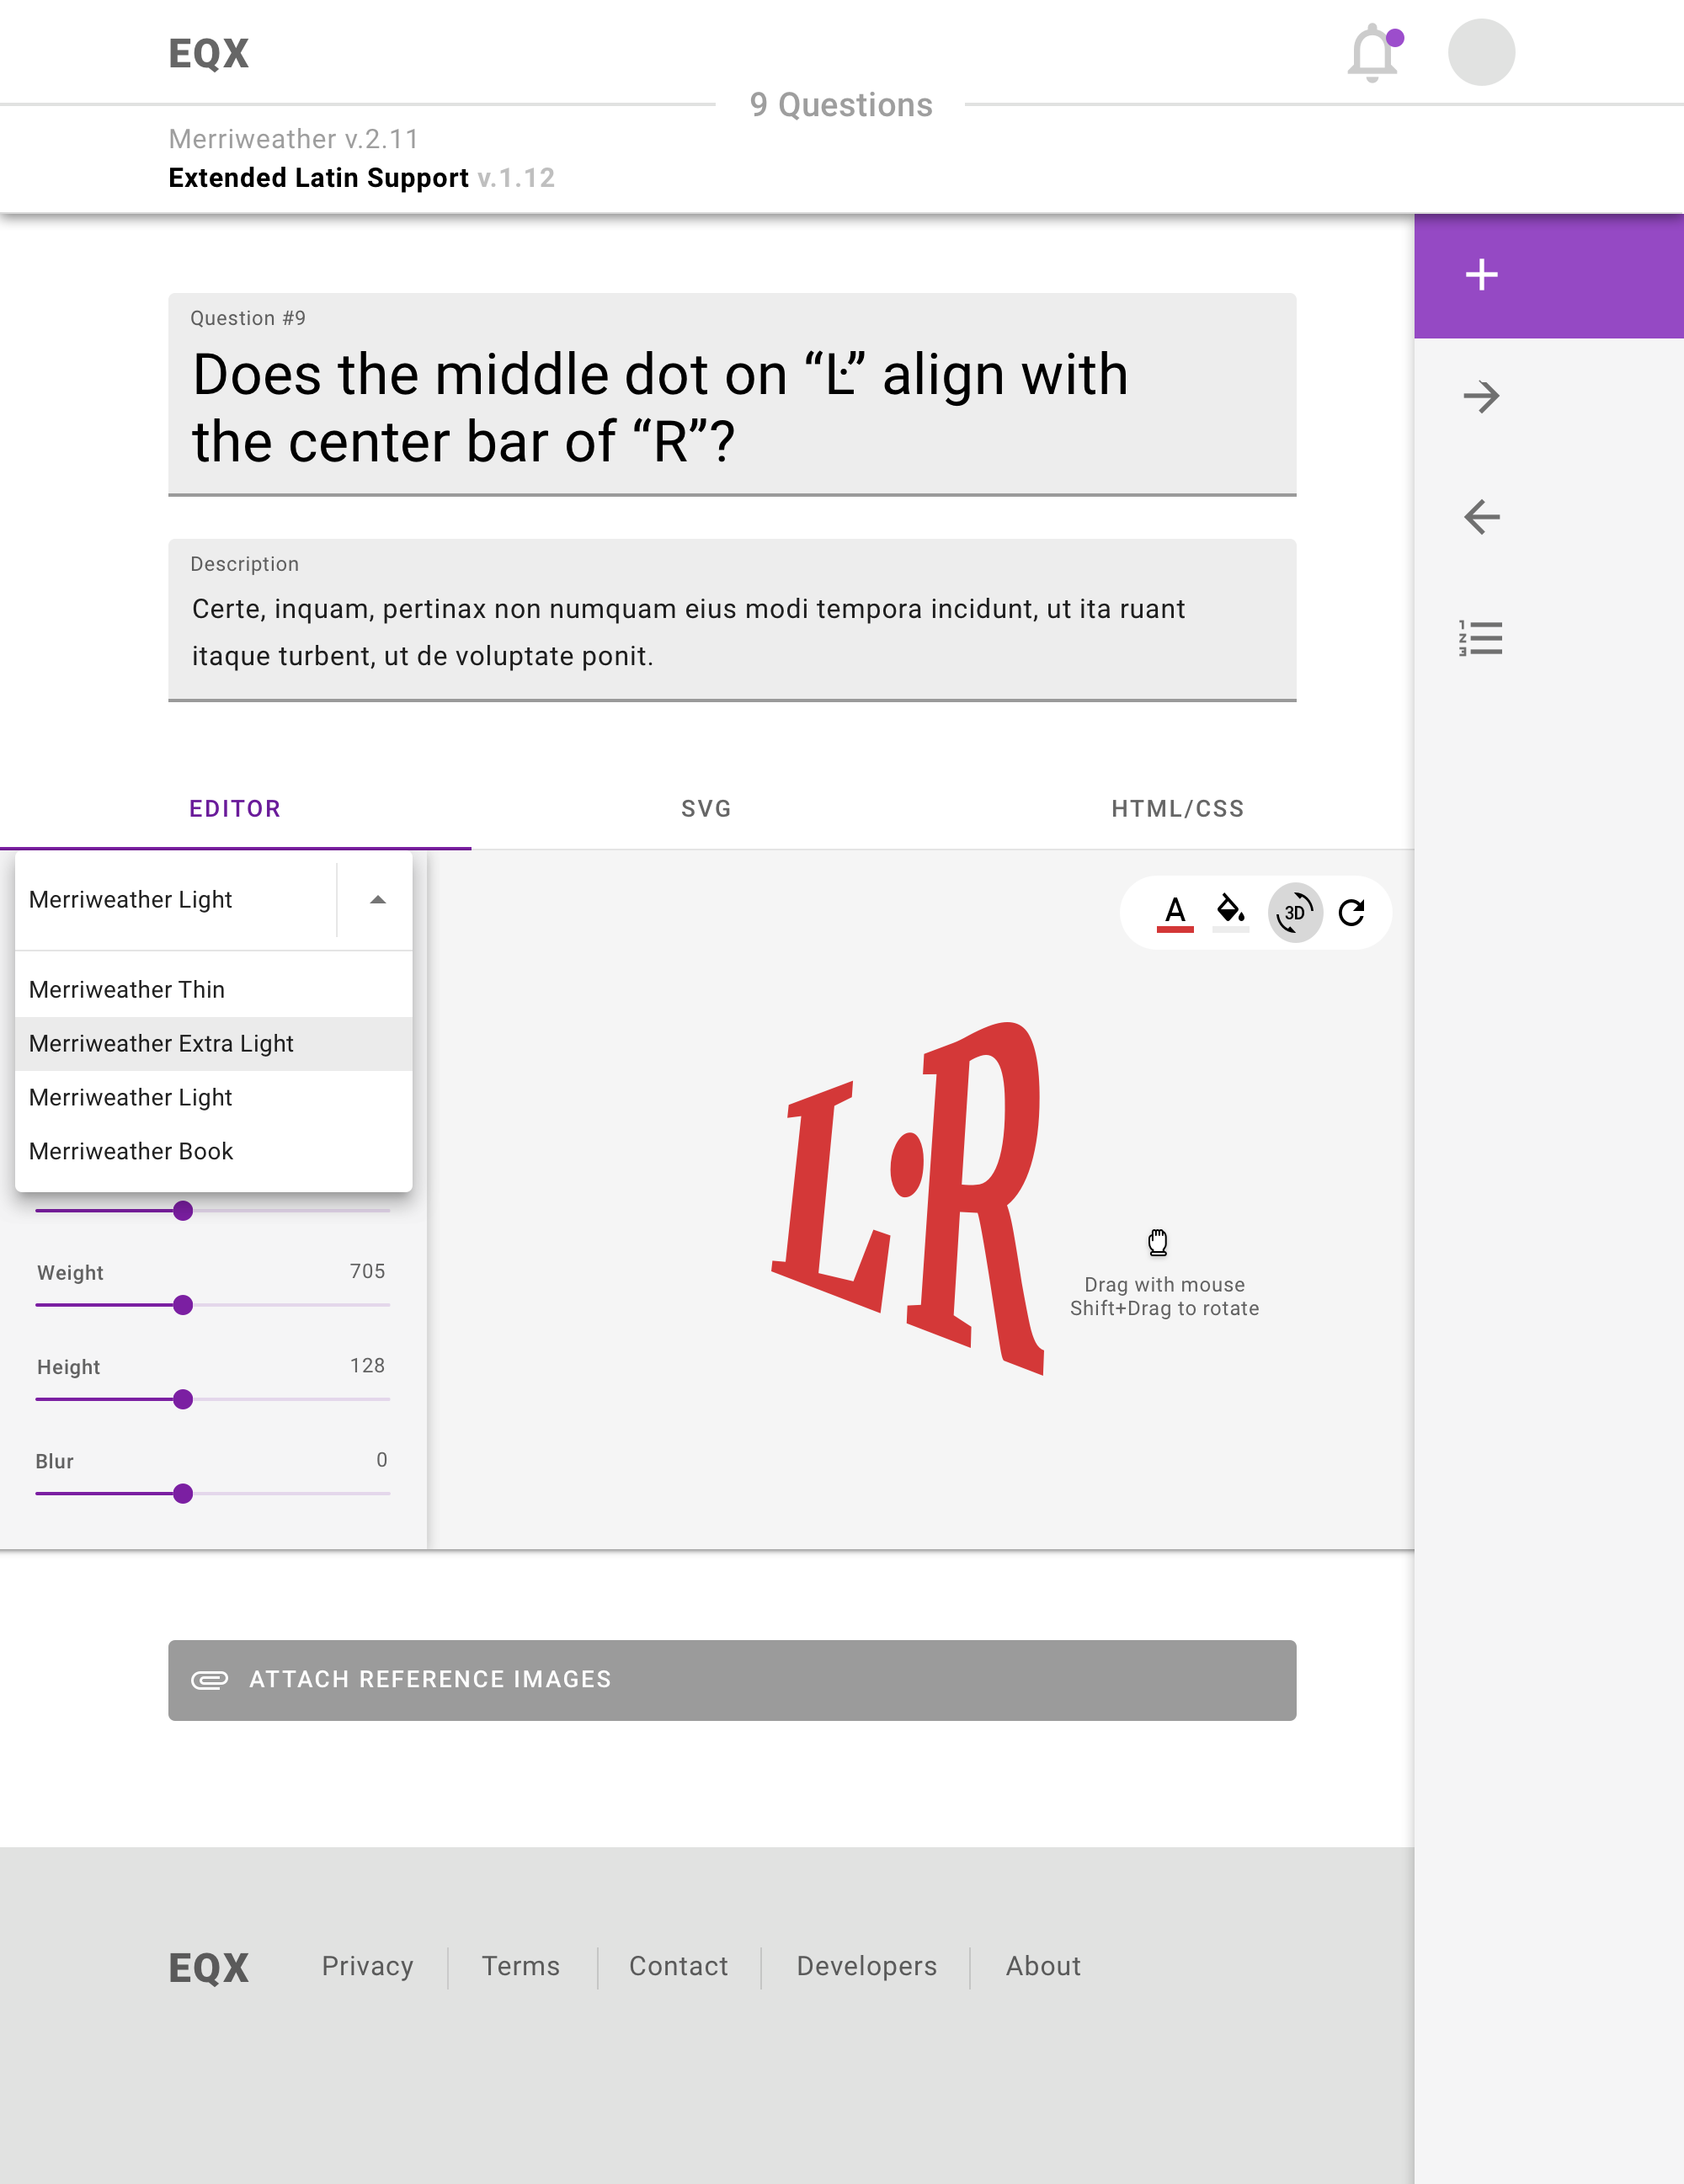 EQX
9 Questions
Merriweather v.2.11
Extended Latin Support v.1.12
Question #9
Does the middle dot on “Ŀ” align with
the center bar of “R”?
Description
Certe, inquam, pertinax non numquam eius modi tempora incidunt, ut ita ruant
itaque turbent, ut de voluptate ponit.
EDITOR
SVG
HTML/CSS
Merriweather Light
Merriweather Thin
Merriweather Extra Light
Merriweather Light
Merriweather Book
Weight 705
Height 128
Blur 0
A
3D
ĿR
Drag with mouse
Shift+Drag to rotate
ATTACH REFERENCE IMAGES
EQX
Privacy
Terms
Contact
Developers
About
1
2
3